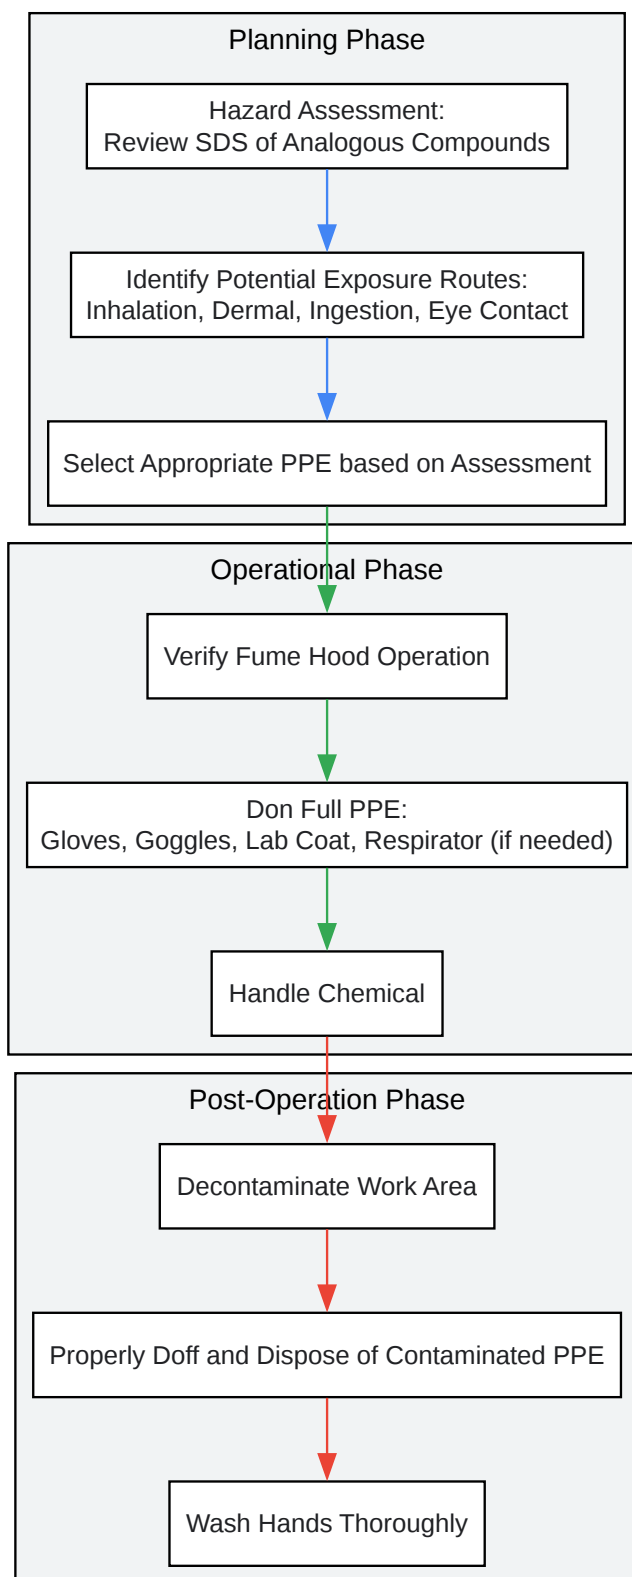 Planning Phase
Hazard Assessment:
Review SDS of Analogous Compounds
Identify Potential Exposure Routes:
Inhalation, Dermal, Ingestion, Eye Contact
Select Appropriate PPE based on Assessment
Operational Phase
Verify Fume Hood Operation
Don Full PPE:
Gloves, Goggles, Lab Coat, Respirator (if needed)
Handle Chemical
Post-Operation Phase
Decontaminate Work Area
Properly Doff and Dispose of Contaminated PPE
Wash Hands Thoroughly